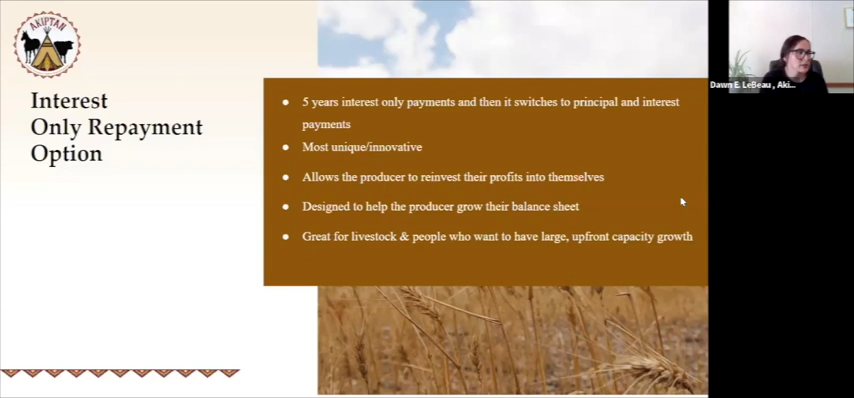 AKIPTAN
Interest
Only Repayment
Option
● 5 years interest only payments and then it switches to principal and interest
payments
● Most unique/innovative
● Allows the producer to reinvest their profits into themselves
● Designed to help the producer grow their balance sheet
● Great for livestock & people who want to have large, upfront capacity growth
Dawn E. LeBeau , Aki...